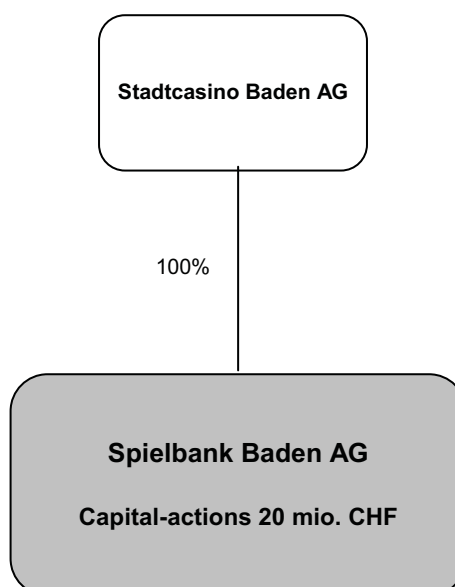 Stadtcasino Baden AG
100%
Spielbank Baden AG
Capital-actions 20 mio. CHF